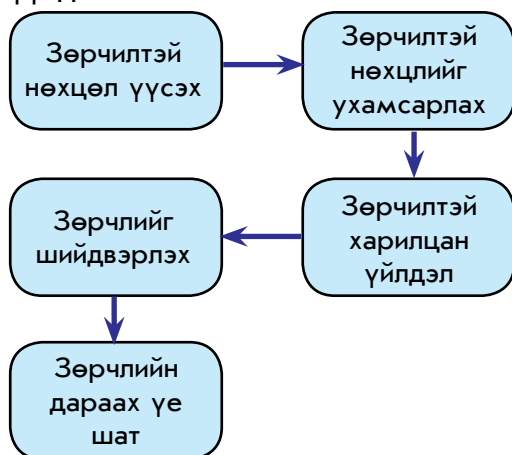 Зөрчилтэй
нөхцөл үүсэх
Зөрчилтэй
нөхцлийг
ухамсарлах
Зөрчилтэй
харилцан
үйлдэл
Зөрчлийг
шийдвэрлэх
Зөрчлийн
дараах үе
шат